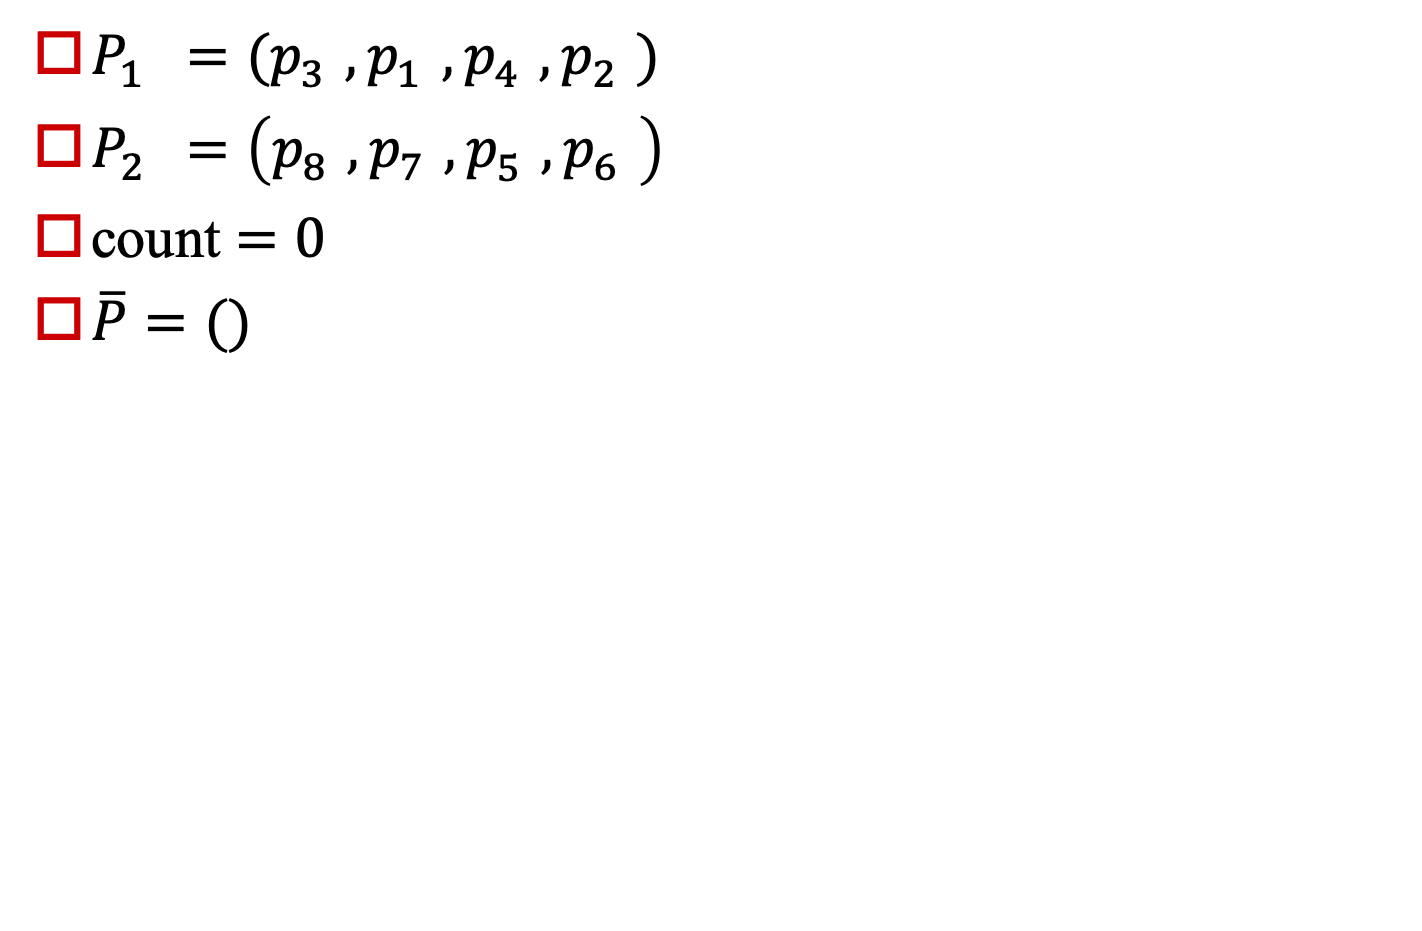 P₁ = (p₃ , p₁ , p₄ , p₂ )
P₂ = (p₈ , p₇ , p₅ , p₆ )
count = 0
P̅ = ()